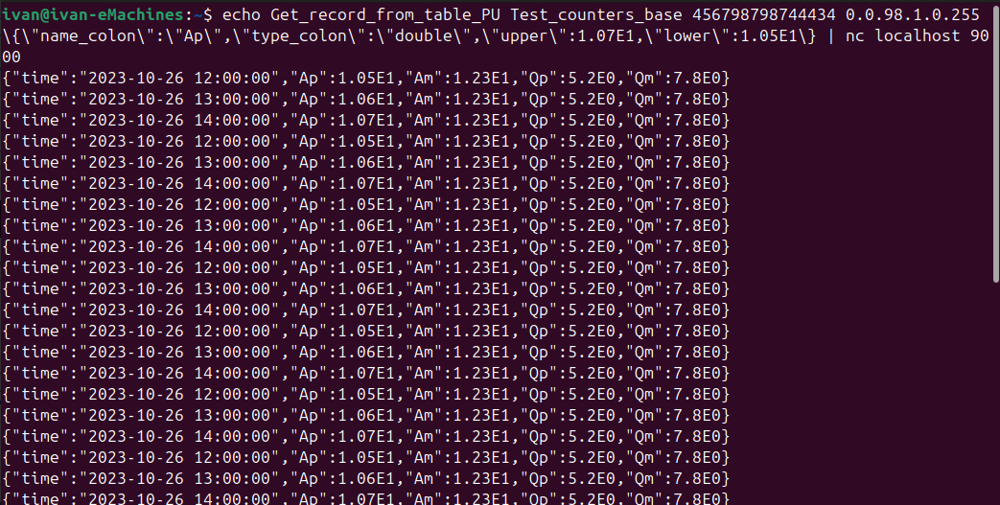 ivan@ivan-eMachines:~$ echo Get_record_from_table_PU Test_counters_base 456798798744434 0.0.98.1.0.255
\{\"name_colon\":\"Ap\",\"type_colon\":\"double\",\"upper\":1.07E1,\"lower\":1.05E1\} | nc localhost 90
00
{"time":"2023-10-26 12:00:00","Ap":1.05E1,"Am":1.23E1,"Qp":5.2E0,"Qm":7.8E0}
{"time":"2023-10-26 13:00:00","Ap":1.06E1,"Am":1.23E1,"Qp":5.2E0,"Qm":7.8E0}
{"time":"2023-10-26 14:00:00","Ap":1.07E1,"Am":1.23E1,"Qp":5.2E0,"Qm":7.8E0}
{"time":"2023-10-26 12:00:00","Ap":1.05E1,"Am":1.23E1,"Qp":5.2E0,"Qm":7.8E0}
{"time":"2023-10-26 13:00:00","Ap":1.06E1,"Am":1.23E1,"Qp":5.2E0,"Qm":7.8E0}
{"time":"2023-10-26 14:00:00","Ap":1.07E1,"Am":1.23E1,"Qp":5.2E0,"Qm":7.8E0}
{"time":"2023-10-26 12:00:00","Ap":1.05E1,"Am":1.23E1,"Qp":5.2E0,"Qm":7.8E0}
{"time":"2023-10-26 13:00:00","Ap":1.06E1,"Am":1.23E1,"Qp":5.2E0,"Qm":7.8E0}
{"time":"2023-10-26 14:00:00","Ap":1.07E1,"Am":1.23E1,"Qp":5.2E0,"Qm":7.8E0}
{"time":"2023-10-26 12:00:00","Ap":1.05E1,"Am":1.23E1,"Qp":5.2E0,"Qm":7.8E0}
{"time":"2023-10-26 13:00:00","Ap":1.06E1,"Am":1.23E1,"Qp":5.2E0,"Qm":7.8E0}
{"time":"2023-10-26 14:00:00","Ap":1.07E1,"Am":1.23E1,"Qp":5.2E0,"Qm":7.8E0}
{"time":"2023-10-26 12:00:00","Ap":1.05E1,"Am":1.23E1,"Qp":5.2E0,"Qm":7.8E0}
{"time":"2023-10-26 13:00:00","Ap":1.06E1,"Am":1.23E1,"Qp":5.2E0,"Qm":7.8E0}
{"time":"2023-10-26 14:00:00","Ap":1.07E1,"Am":1.23E1,"Qp":5.2E0,"Qm":7.8E0}
{"time":"2023-10-26 12:00:00","Ap":1.05E1,"Am":1.23E1,"Qp":5.2E0,"Qm":7.8E0}
{"time":"2023-10-26 13:00:00","Ap":1.06E1,"Am":1.23E1,"Qp":5.2E0,"Qm":7.8E0}
{"time":"2023-10-26 14:00:00","Ap":1.07E1,"Am":1.23E1,"Qp":5.2E0,"Qm":7.8E0}
{"time":"2023-10-26 12:00:00","Ap":1.05E1,"Am":1.23E1,"Qp":5.2E0,"Qm":7.8E0}
{"time":"2023-10-26 13:00:00","Ap":1.06E1,"Am":1.23E1,"Qp":5.2E0,"Qm":7.8E0}
{"time":"2023-10-26 14:00:00","Ap":1.07E1,"Am":1.23E1,"Qp":5.2E0,"Qm":7.8E0}